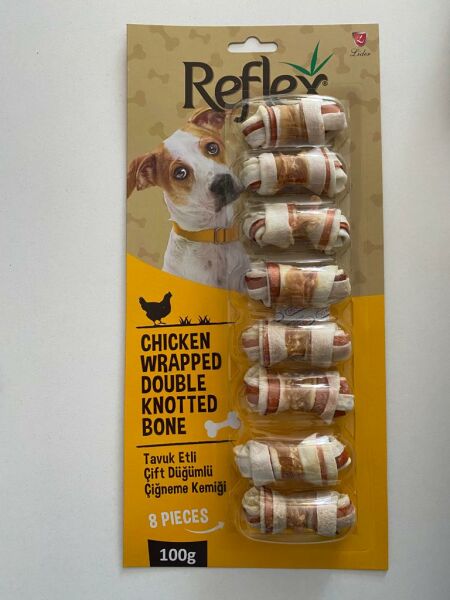 Lider
Reflex
CHICKEN
WRAPPED
DOUBLE
KNOTTED
BONE
Tavuk Etli
Çift Düğümlü
Çiğneme Kemiği
8 PIECES
100g